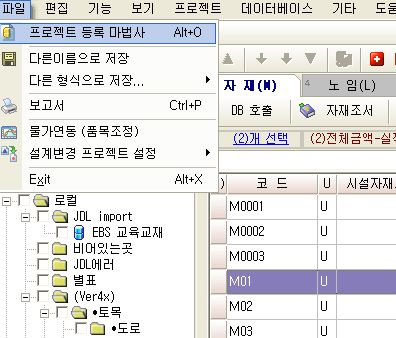 파일 편집 기능 보기 프로젝트 데이터베이스 기타
프로젝트 등록 마법사 Alt+O
다른이름으로 저장
다른 형식으로 저장...
보고서 Ctrl+P
물가연동 (품목조정)
설계변경 프로젝트 설정
Exit Alt+X
자 재(M) 4 노 임(L)
DB 호출 자재조서
(2)개 선택 (2)전체금액-실적
코 드 U 시설자재
M0001 U
M0002 U
M0003 U
M01 U
M02 U
M03 U
로컬
JDL import
EBS 교육교재
비어있는곳
JDL에러
별표
(Ver4x)
•토목
•도로